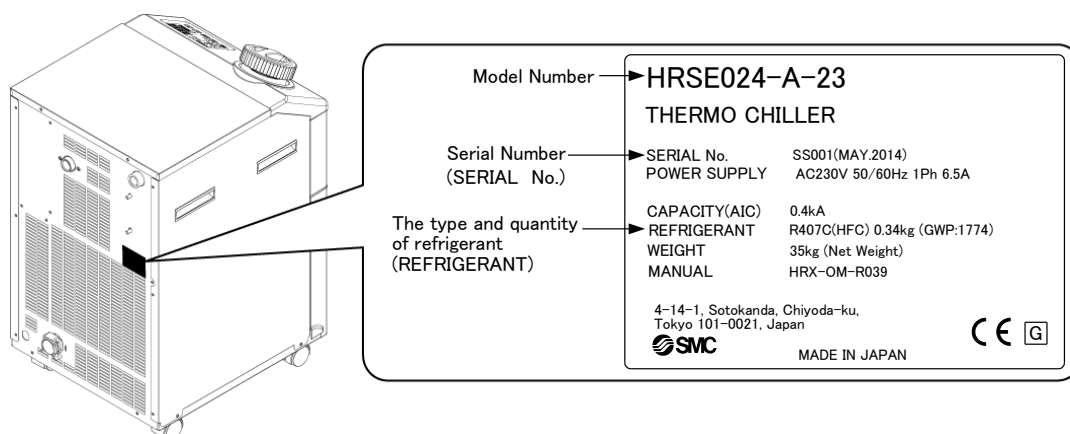 Model Number
HRSE024-A-23
THERMO CHILLER
Serial Number
(SERIAL No.)
SERIAL No. SS001(MAY.2014)
POWER SUPPLY AC230V 50/60Hz 1Ph 6.5A
The type and quantity
of refrigerant
(REFRIGERANT)
CAPACITY(AIC) 0.4kA
REFRIGERANT R407C(HFC) 0.34kg (GWP:1774)
WEIGHT 35kg (Net Weight)
MANUAL HRX-OM-R039
4-14-1, Sotokanda, Chiyoda-ku,
Tokyo 101-0021, Japan
SMC
MADE IN JAPAN
CE G